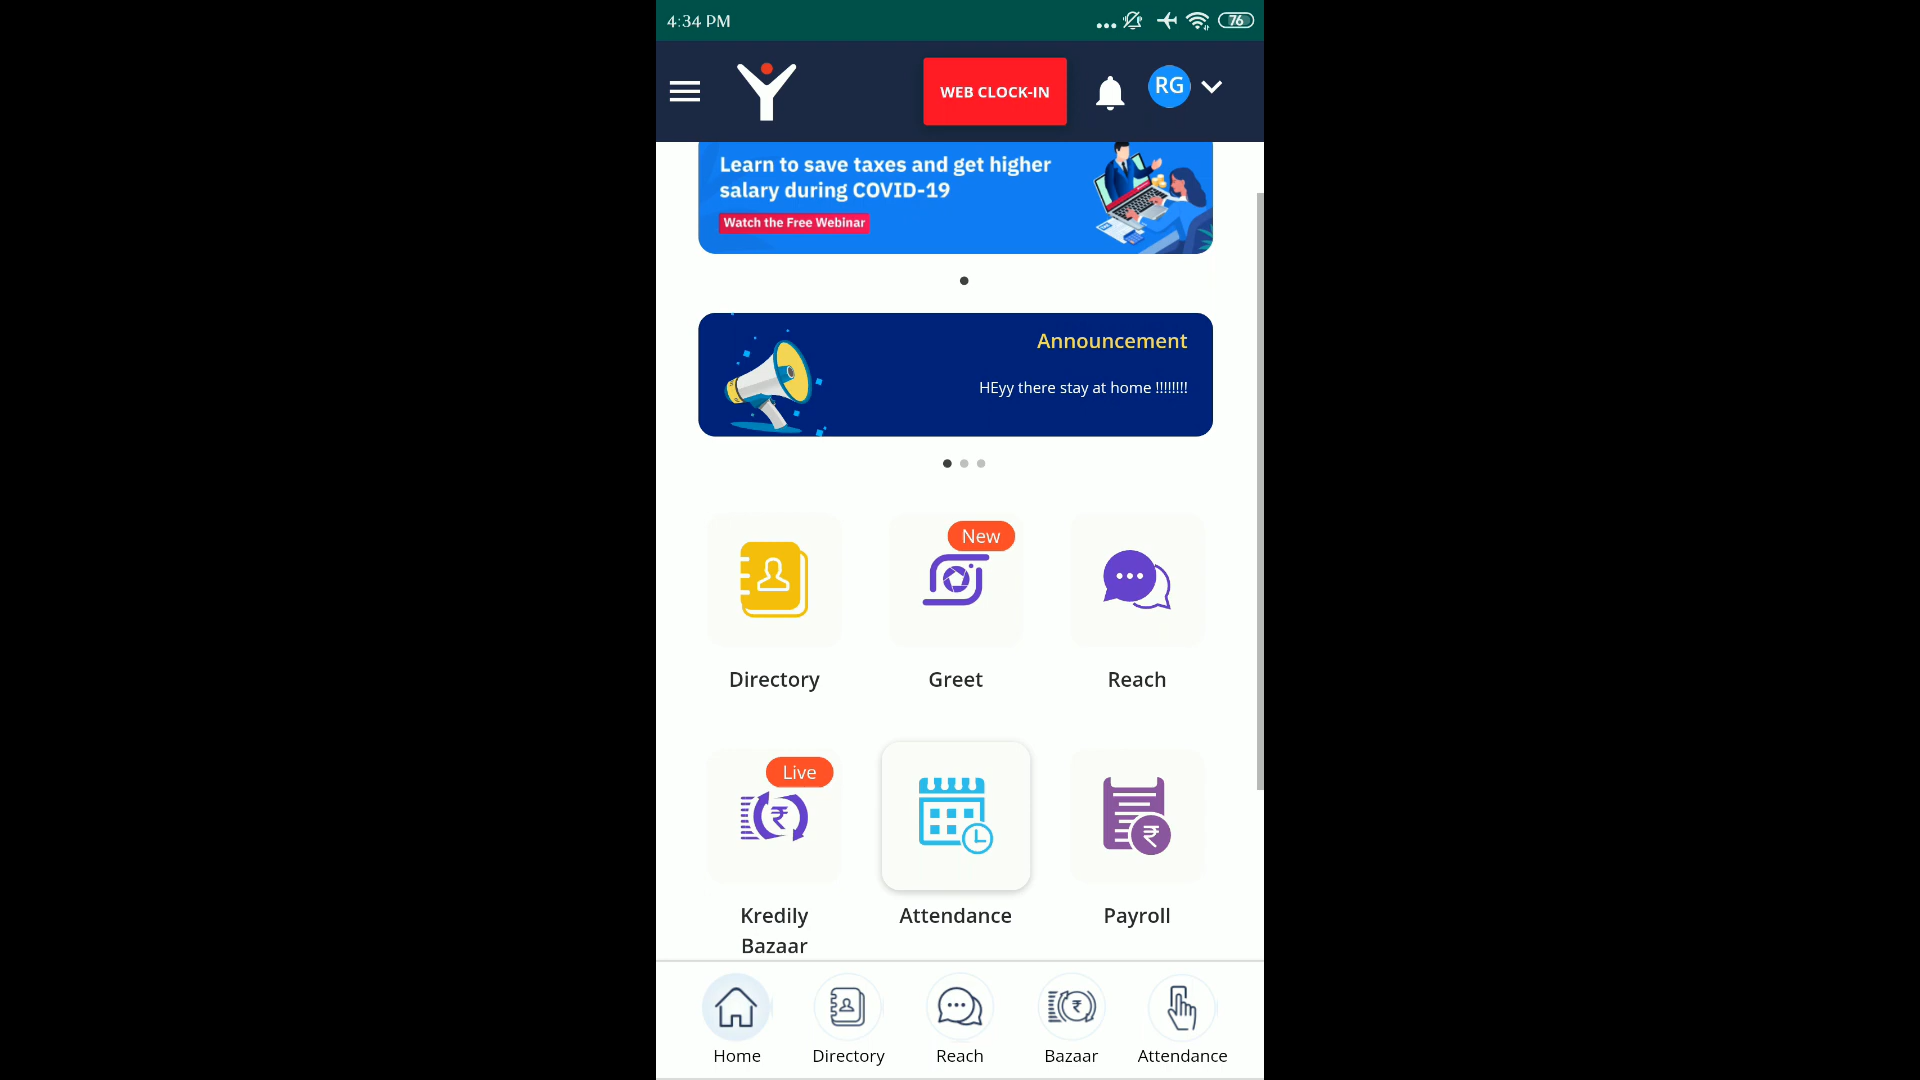 4:34 PM
76
WEB CLOCK-IN
RG
Learn to save taxes and get higher
salary during COVID-19
Watch the Free Webinar
Announcement
HEyy there stay at home !!!!!!!!
New
Directory
Greet
Reach
Live
Kredily
Bazaar
Attendance
Payroll
Home
Directory
Reach
Bazaar
Attendance